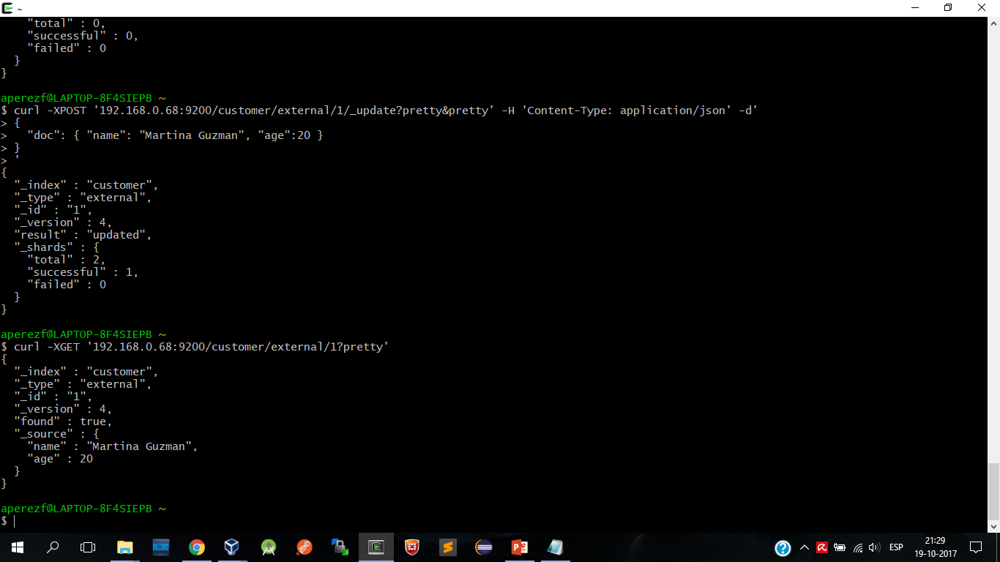 ~
    "total" : 0,
    "successful" : 0,
    "failed" : 0
  }
}
aperezf@LAPTOP-8F4SIEPB ~
$ curl -XPOST '192.168.0.68:9200/customer/external/1/_update?pretty&pretty' -H 'Content-Type: application/json' -d'
> {
>   "doc": { "name": "Martina Guzman", "age":20 }
> }
> '
{
  "_index" : "customer",
  "_type" : "external",
  "_id" : "1",
  "_version" : 4,
  "result" : "updated",
  "_shards" : {
    "total" : 2,
    "successful" : 1,
    "failed" : 0
  }
}
aperezf@LAPTOP-8F4SIEPB ~
$ curl -XGET '192.168.0.68:9200/customer/external/1?pretty'
{
  "_index" : "customer",
  "_type" : "external",
  "_id" : "1",
  "_version" : 4,
  "found" : true,
  "_source" : {
    "name" : "Martina Guzman",
    "age" : 20
  }
}
aperezf@LAPTOP-8F4SIEPB ~
$
ESP
21:29
19-10-2017